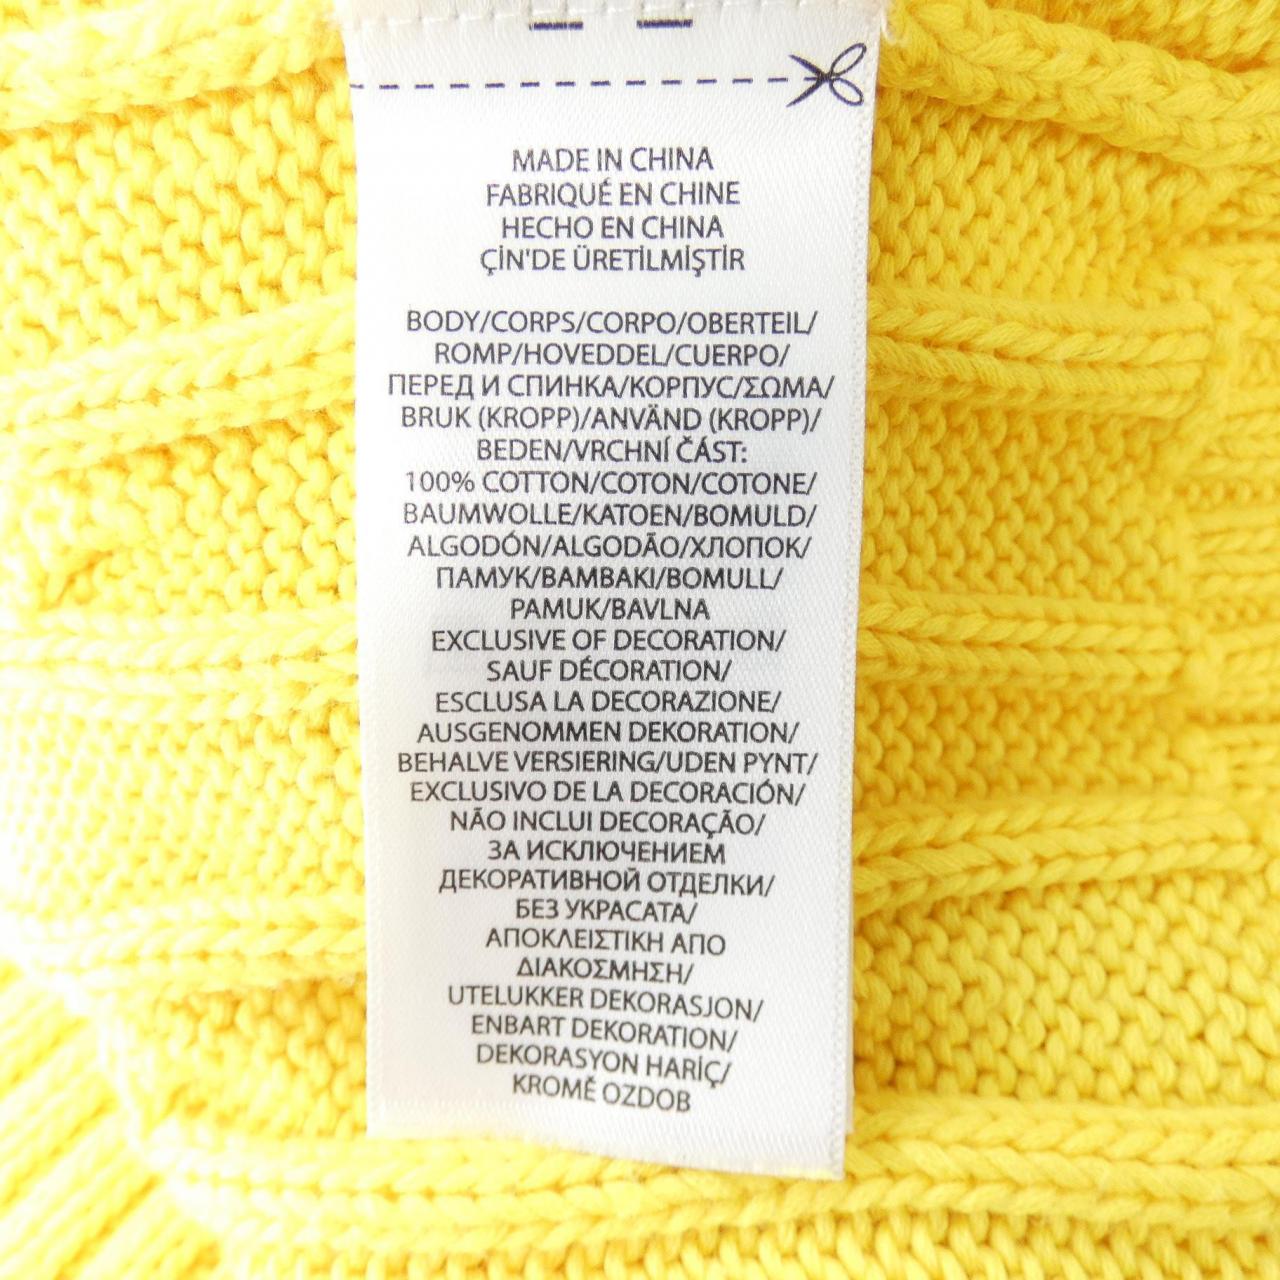 MADE IN CHINA
FABRIQUÉ EN CHINE
HECHO EN CHINA
ÇİN'DE ÜRETİLMİŞTİR
BODY/CORPS/CORPO/OBERTEIL/
ROMP/HOVEDDEL/CUERPO/
ПЕРЕД И СПИНКА/КОРПУС/ΣΩΜΑ/
BRUK (KROPP)/ANVÄND (KROPP)/
BEDEN/VRCHNÍ ČÁST:
100% COTTON/COTON/COTONE/
BAUMWOLLE/KATOEN/BOMULD/
ALGODÓN/ALGODÃO/ХЛОПОК/
ПАМУК/ΒΑΜΒΑΚΙ/BOMULL/
PAMUK/BAVLNA
EXCLUSIVE OF DECORATION/
SAUF DÉCORATION/
ESCLUSA LA DECORAZIONE/
AUSGENOMMEN DEKORATION/
BEHALVE VERSIERING/UDEN PYNT/
EXCLUSIVO DE LA DECORACIÓN/
NÃO INCLUI DECORAÇÃO/
ЗА ИСКЛЮЧЕНИЕМ
ДЕКОРАТИВНОЙ ОТДЕЛКИ/
БЕЗ УКРАСАТА/
ΑΠΟΚΛΕΙΣΤΙΚΗ ΑΠΟ
ΔΙΑΚΟΣΜΗΣΗ/
UTELUKKER DEKORASJON/
ENBART DEKORATION/
DEKORASYON HARİÇ/
KROMĚ OZDOB